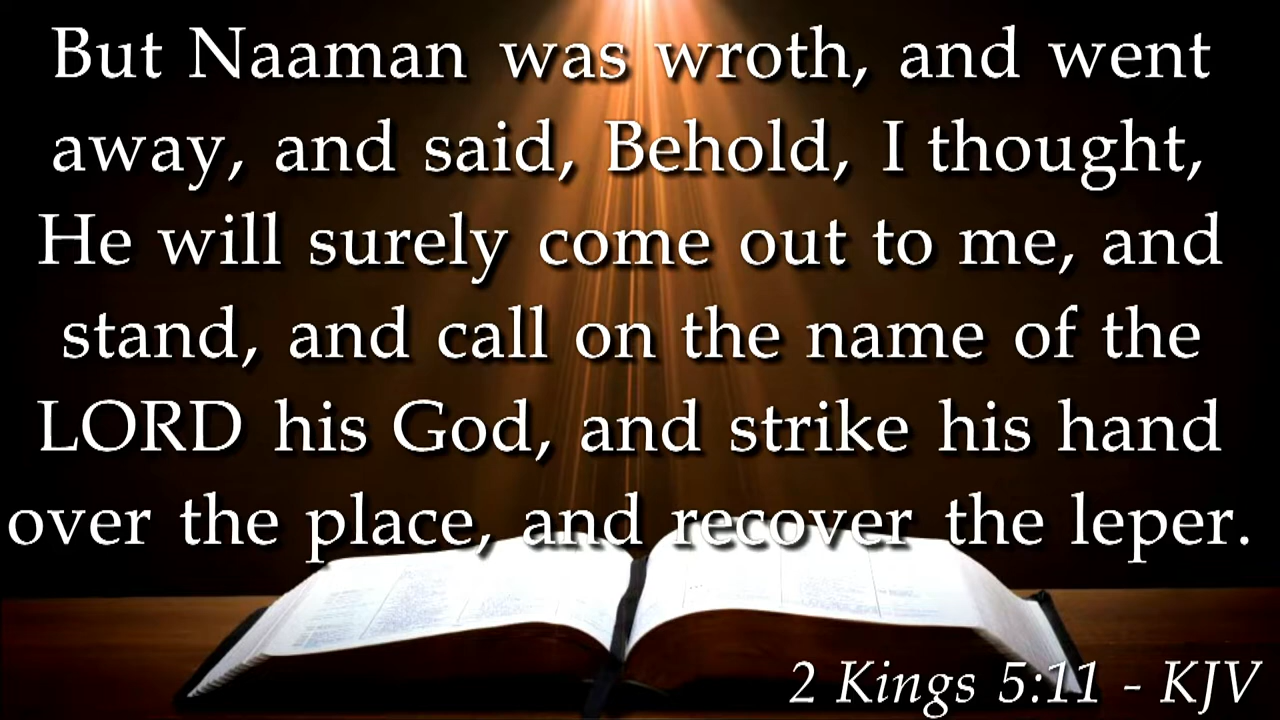 But Naaman was wroth, and went
away, and said, Behold, I thought,
He will surely come out to me, and
stand, and call on the name of the
LORD his God, and strike his hand
over the place, and recover the leper.
2 Kings 5:11 - KJV